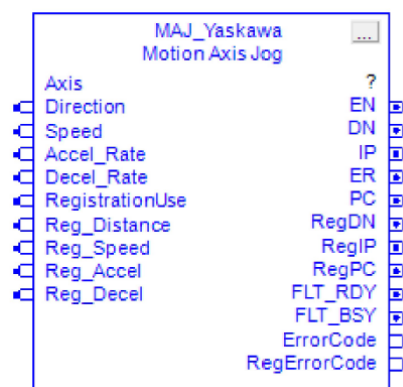 MAJ_Yaskawa ...
Motion Axis Jog
Axis ?
Direction EN
Speed DN
Accel_Rate IP
Decel_Rate ER
RegistrationUse PC
Reg_Distance RegDN
Reg_Speed RegIP
Reg_Accel RegPC
Reg_Decel FLT_RDY
FLT_BSY
ErrorCode
RegErrorCode